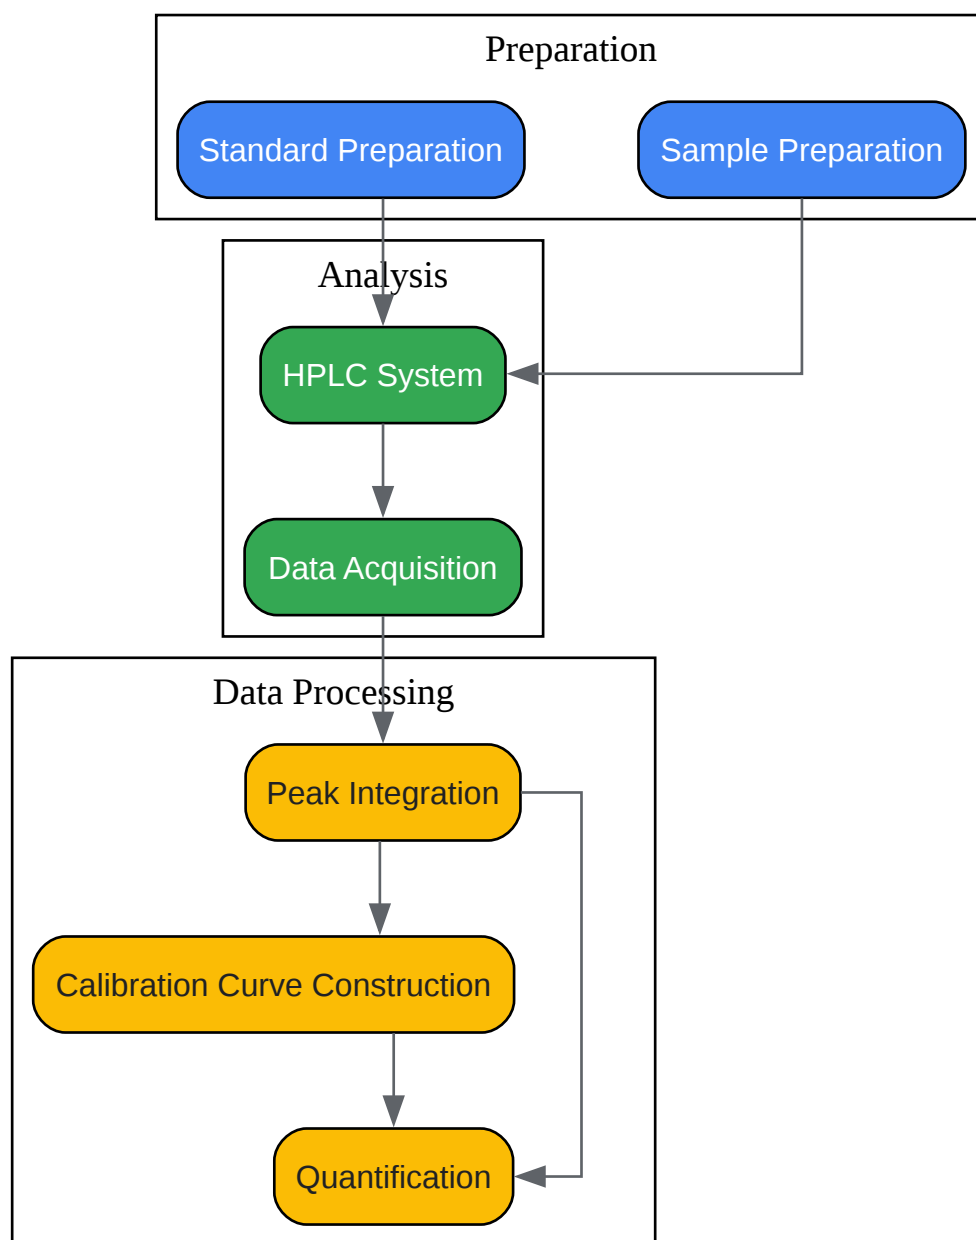 Preparation
Standard Preparation
Sample Preparation
Analysis
HPLC System
Data Acquisition
Data Processing
Peak Integration
Calibration Curve Construction
Quantification